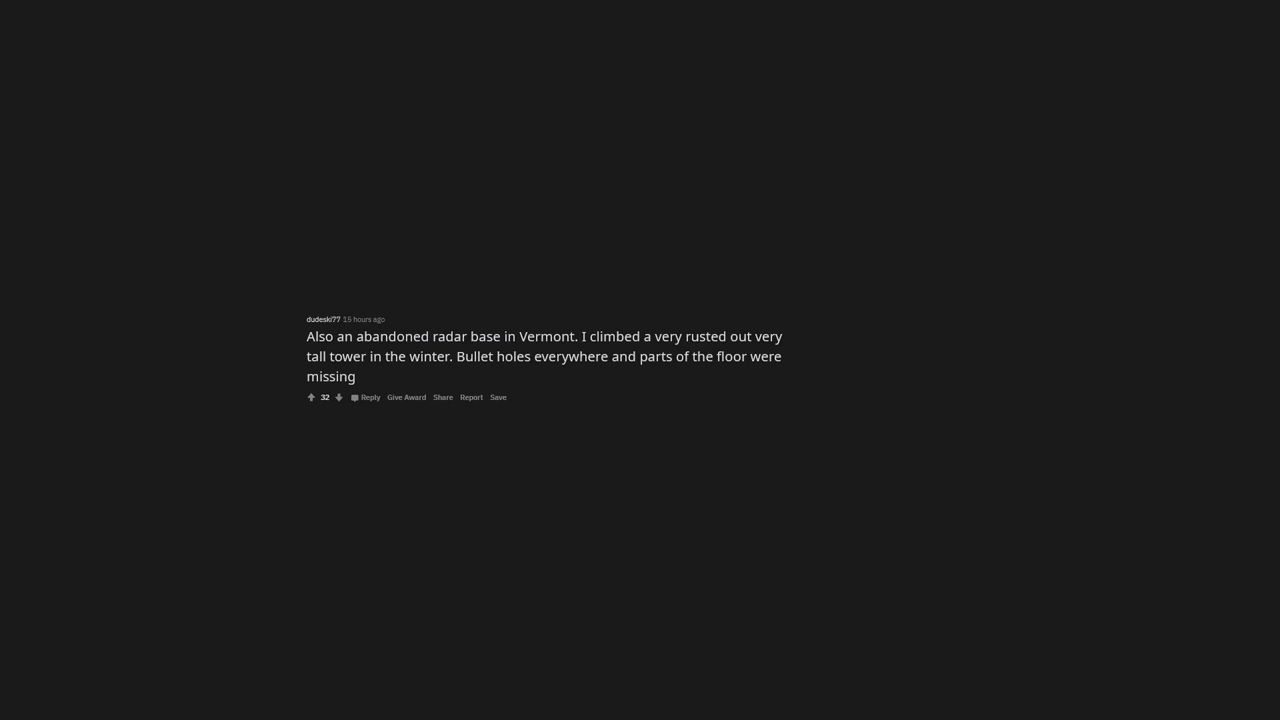 dudeski77 15 hours ago
Also an abandoned radar base in Vermont. I climbed a very rusted out very
tall tower in the winter. Bullet holes everywhere and parts of the floor were
missing
32 Reply Give Award Share Report Save